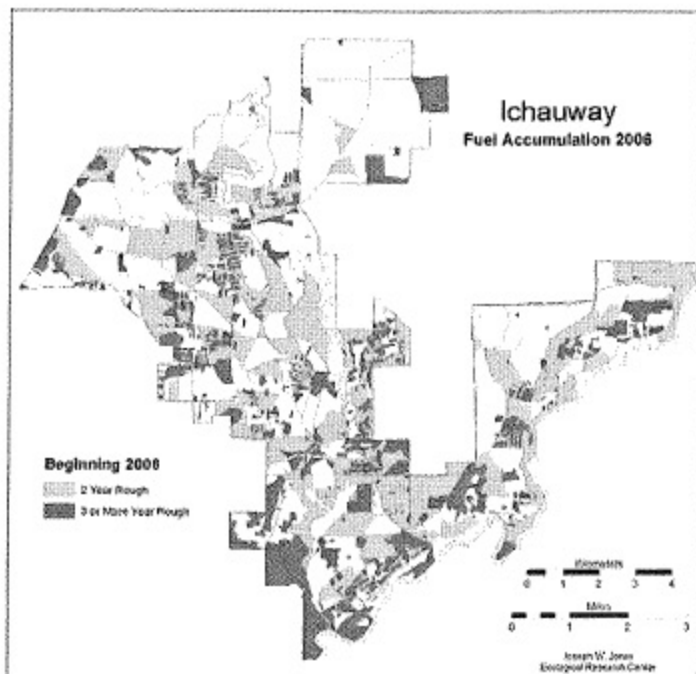 Ichauway
Fuel Accumulation 2006
Beginning 2006
2 Year Rough
3 or More Year Rough
Kilometers
0 1 2 3 4
Miles
0 1 2 3
Joseph W. Jones
Ecological Research Center